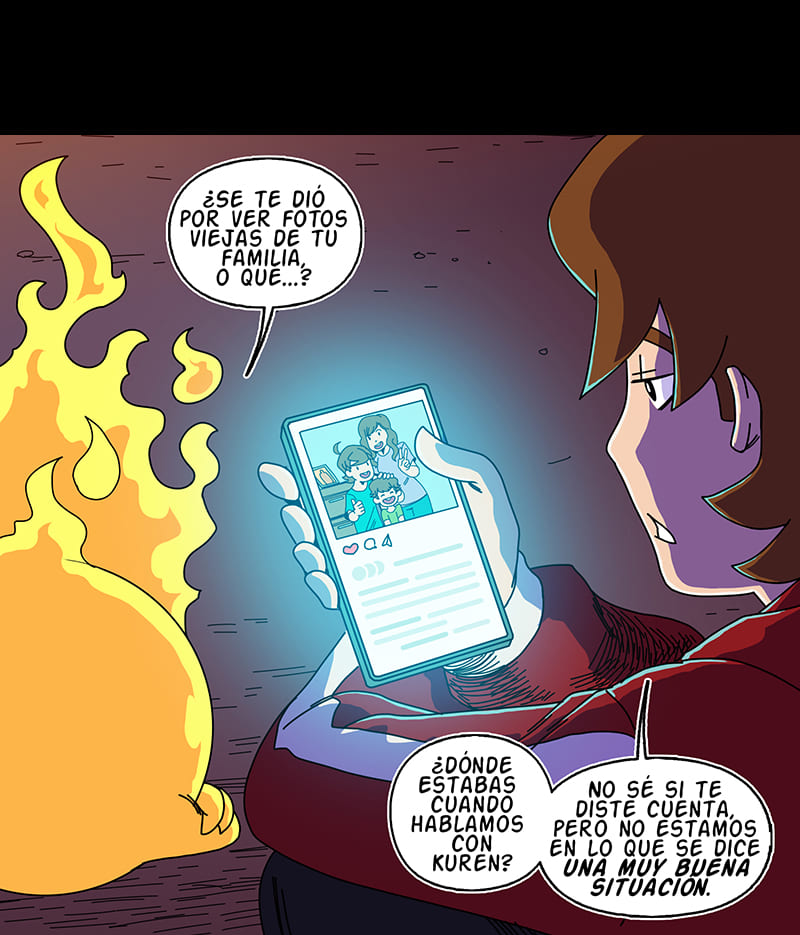 ¿SE TE DIÓ
POR VER FOTOS
VIEJAS DE TU
FAMILIA,
O QUÉ...?
¿DÓNDE
ESTABAS
CUANDO
HABLAMOS
CON
KUREN?
NO SÉ SI TE
DISTE CUENTA,
PERO NO ESTAMOS
EN LO QUE SE DICE
UNA MUY BUENA
SITUACIÓN.